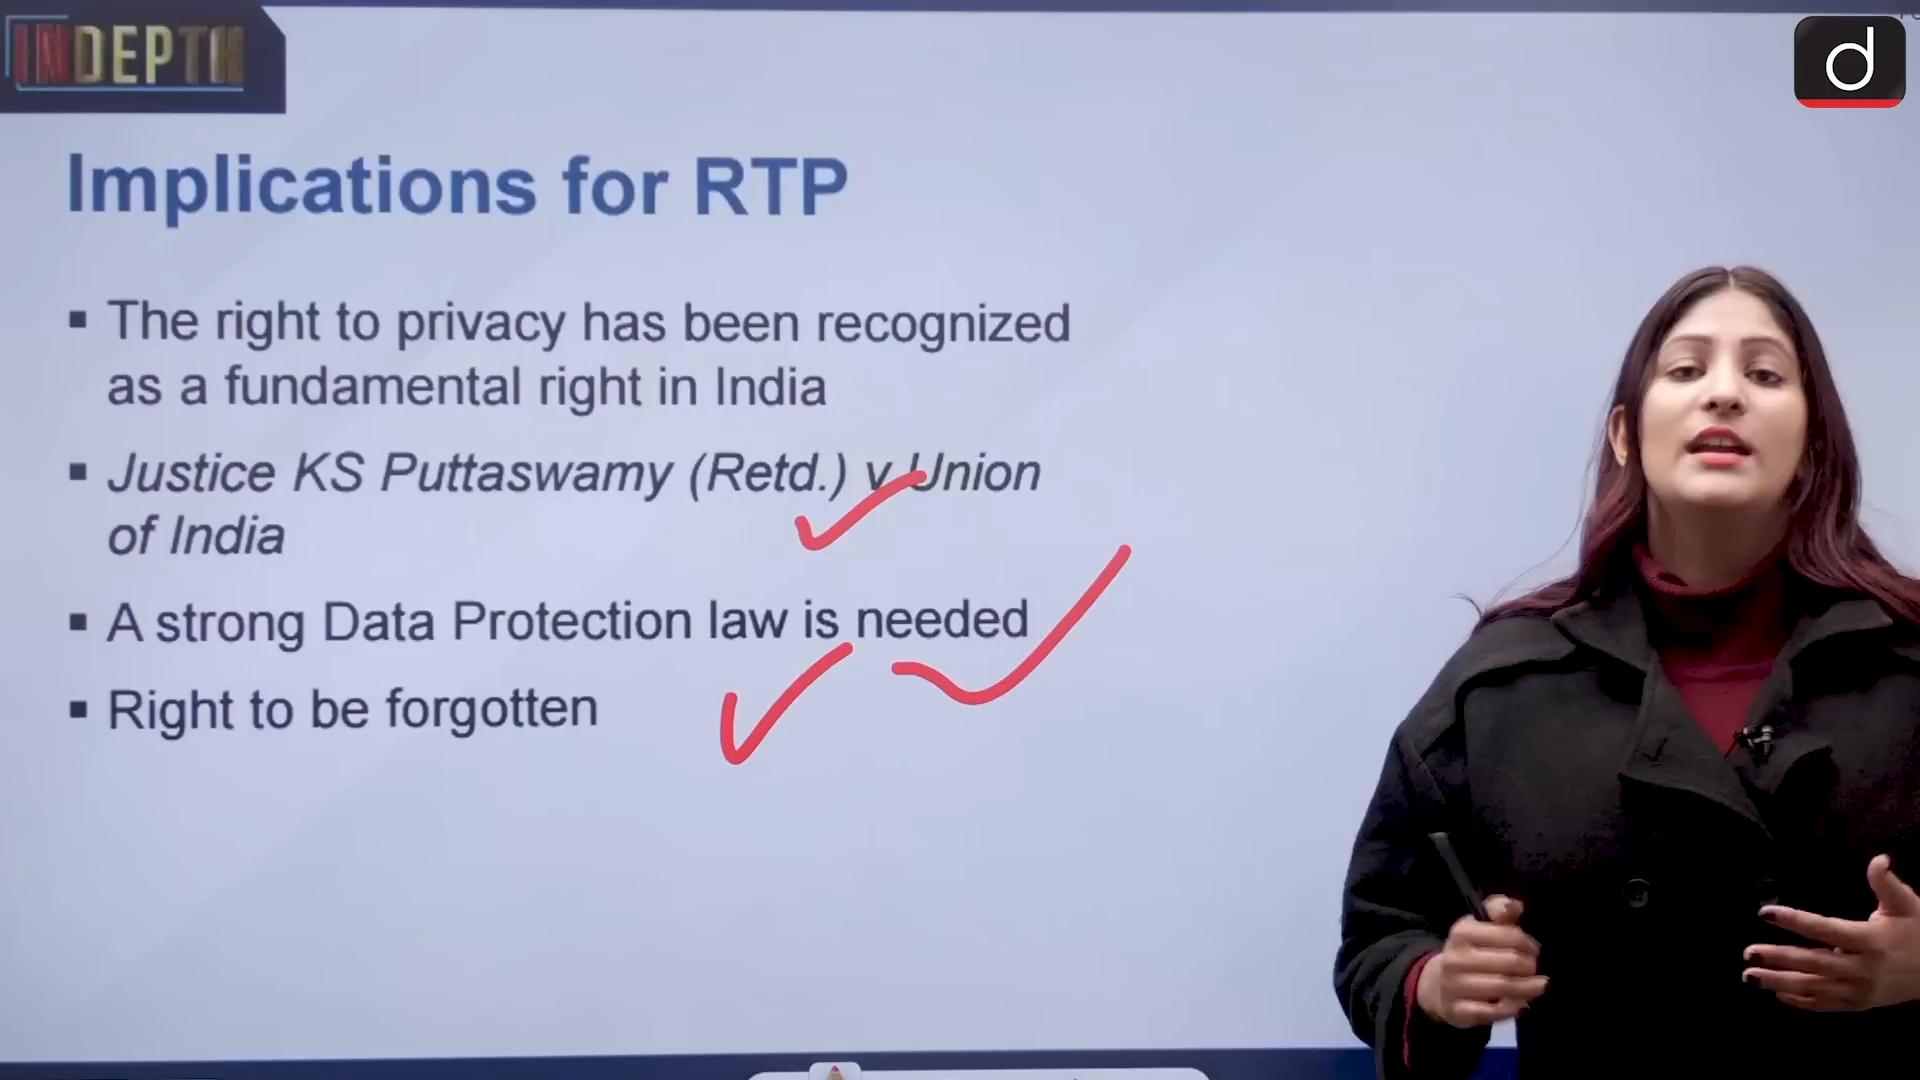 INDEPTH
d
Implications for RTP
▪ The right to privacy has been recognized
as a fundamental right in India
▪ Justice KS Puttaswamy (Retd.) v Union
of India
▪ A strong Data Protection law is needed
▪ Right to be forgotten